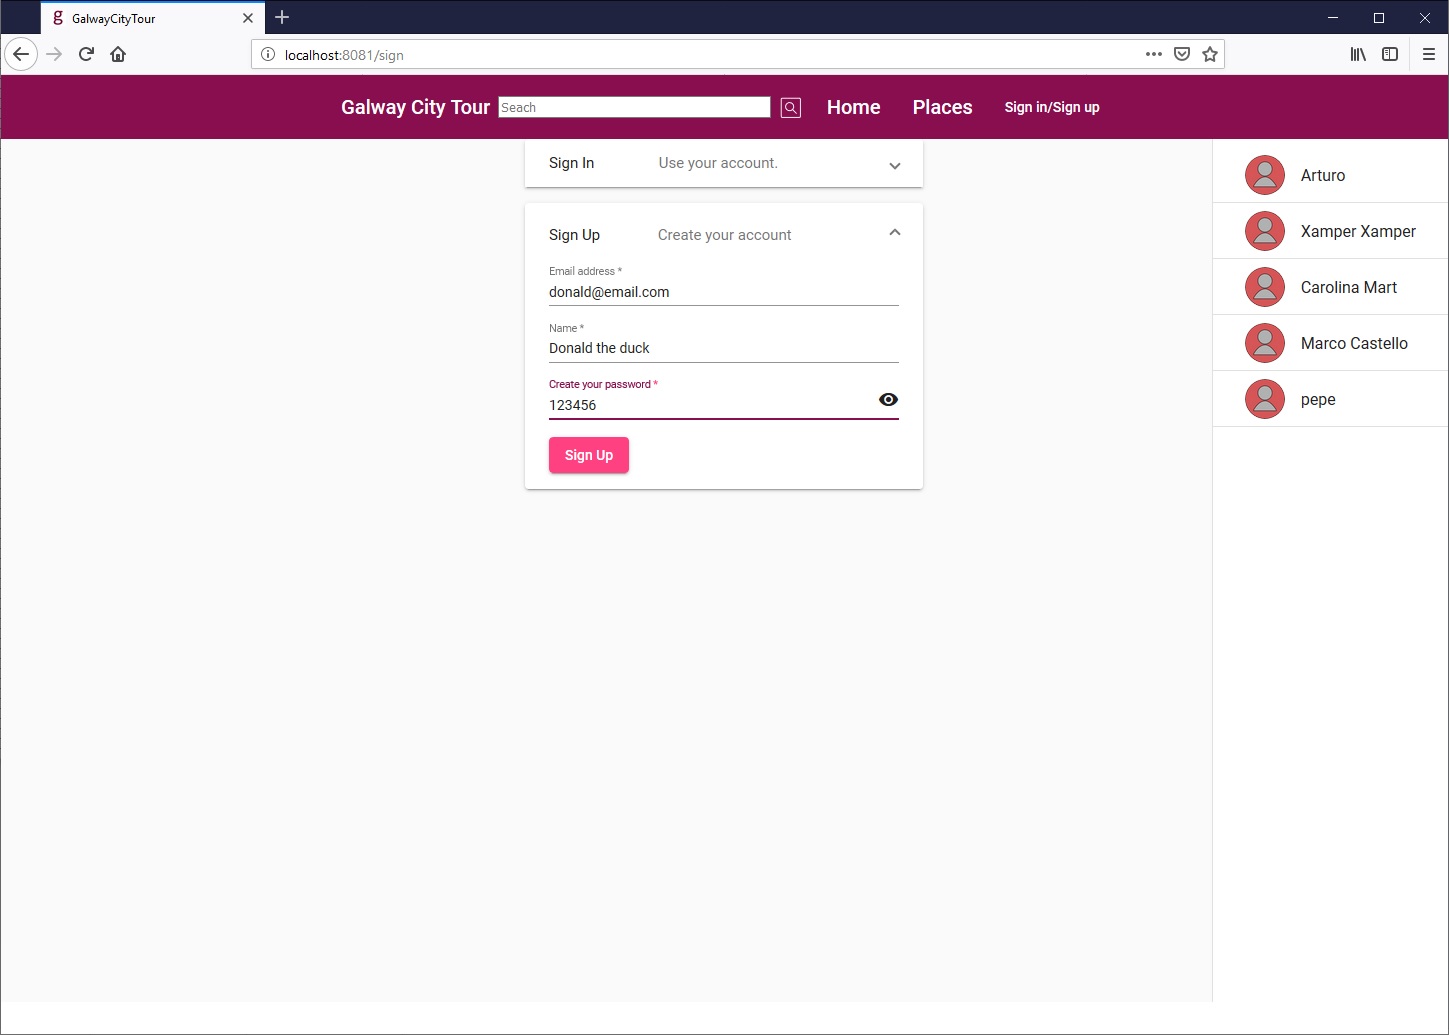 GalwayCityTour
localhost:8081/sign
Galway City Tour Seach Home Places Sign in/Sign up
Sign In Use your account.
Sign Up Create your account
Email address *
donald@email.com
Name *
Donald the duck
Create your password *
123456
Sign Up
Arturo
Xamper Xamper
Carolina Mart
Marco Castello
pepe